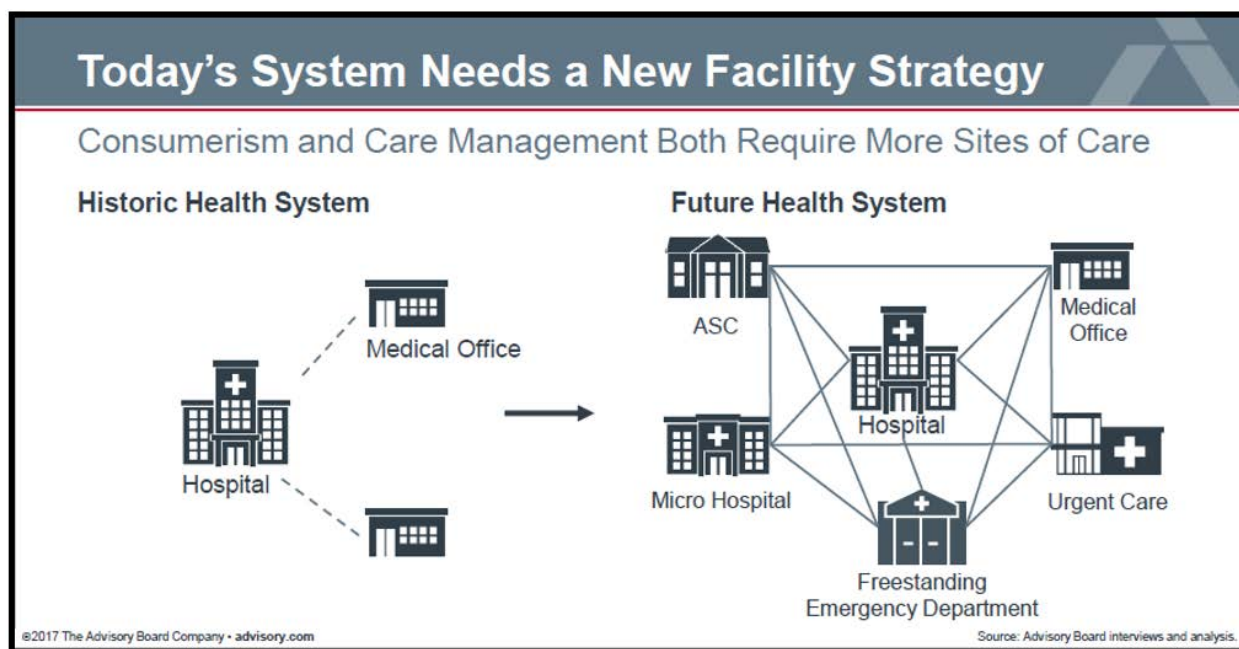 Today's System Needs a New Facility Strategy
Consumerism and Care Management Both Require More Sites of Care
Historic Health System
Medical Office
Hospital
Future Health System
ASC
Medical
Office
Hospital
Micro Hospital
Urgent Care
Freestanding
Emergency Department
©2017 The Advisory Board Company • advisory.com
Source: Advisory Board interviews and analysis.